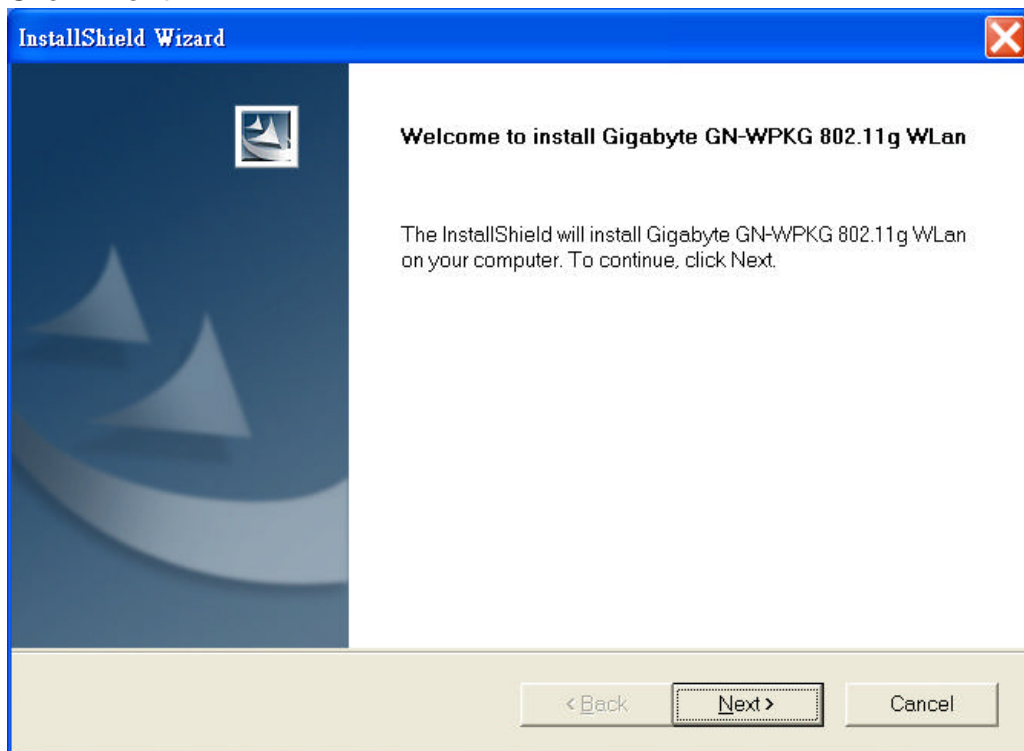 InstallShield Wizard
Welcome to install Gigabyte GN-WPKG 802.11g WLan
The InstallShield will install Gigabyte GN-WPKG 802.11g WLan
on your computer. To continue, click Next.
< Back
Next >
Cancel